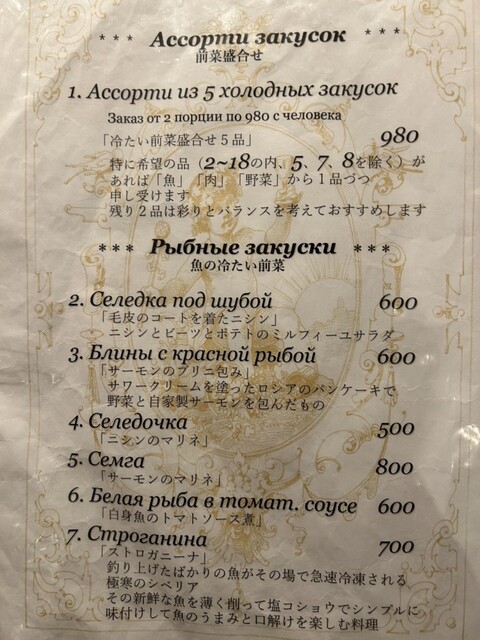 *** Ассорти закусок ***
前菜盛合せ
1. Ассорти из 5 холодных закусок
Заказ от 2 порции по 980 с человека
「冷たい前菜盛合せ５品」 980
特に希望の品（2~18の内、5、7、8を除く）が
あれば「魚」「肉」「野菜」から１品づつ
申し受けます
残り２品は彩りとバランスを考えておすすめします
*** Рыбные закуски ***
魚の冷たい前菜
2. Селедка под шубой 600
「毛皮のコートを着たニシン」
ニシンとビーツとポテトのミルフィーユサラダ
3. Блины с красной рыбой 600
「サーモンのブリニ包み」
サワークリームを塗ったロシアのパンケーキで
野菜と自家製サーモンを包んだもの
4. Селедочка 500
「ニシンのマリネ」
5. Семга 800
「サーモンのマリネ」
6. Белая рыба в томат. соусе 600
「白身魚のトマトソース煮」
7. Строганина 700
「ストロガニーナ」
釣り上げたばかりの魚がその場で急速冷凍される
極寒のシベリア
その新鮮な魚を薄く削って塩コショウでシンプルに
味付けして魚のうまみと口解けを楽しむ料理